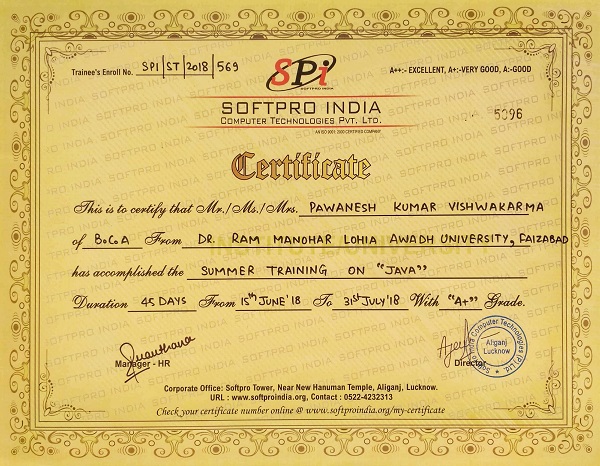 Trainee's Enroll No. SPI|ST|2018|569
SPi
SOFTPRO INDIA
A++:- EXCELLENT, A+:-VERY GOOD, A:-GOOD
SOFTPRO INDIA
COMPUTER TECHNOLOGIES PVT. LTD.
AN ISO 9001: 2000 CERTIFIED COMPANY
5096
Certificate
This is to certify that Mr./Ms./Mrs. PAWANESH KUMAR VISHWAKARMA
of B.C.A From DR. RAM MANOHAR LOHIA AWADH UNIVERSITY, FAIZABAD
has accomplished the SUMMER TRAINING ON "JAVA"
Duration 45 DAYS From 15th JUNE'18 To 31st JULY'18 With "A+" Grade.
Manager - HR
Director
Softpro India Computer Technologies (P) Ltd.
Aliganj
Lucknow
Corporate Office: Softpro Tower, Near New Hanuman Temple, Aliganj, Lucknow.
URL : www.softproindia.org, Contact : 0522-4232313
Check your certificate number online @ www.softproindia.org/my-certificate